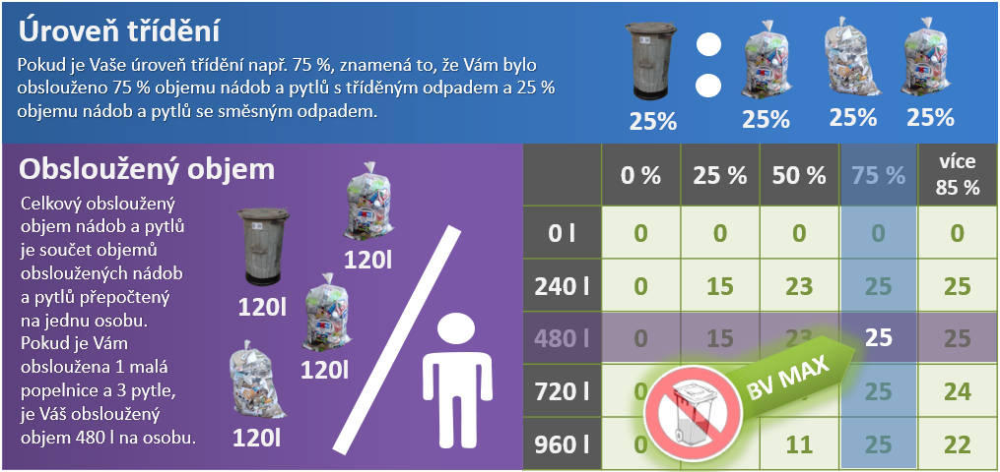 Úroveň třídění
Pokud je Vaše úroveň třídění např. 75 %, znamená to, že Vám bylo
obslouženo 75 % objemu nádob a pytlů s tříděným odpadem a 25 %
objemu nádob a pytlů se směsným odpadem.
25% 25% 25% 25%
Obsloužený objem
Celkový obsloužený
objem nádob a pytlů
je součet objemů
obsloužených nádob
a pytlů přepočtený
na jednu osobu.
Pokud je Vám
obsloužena 1 malá
popelnice a 3 pytle,
je Váš obsloužený
objem 480 l na osobu.
120l
120l
120l
120l
0 % 25 % 50 % 75 % více
85 %
0 l 0 0 0 0 0
240 l 0 15 23 25 25
480 l 0 15 23 25 25
720 l 0 25 24
960 l 0 11 25 22
BV MAX